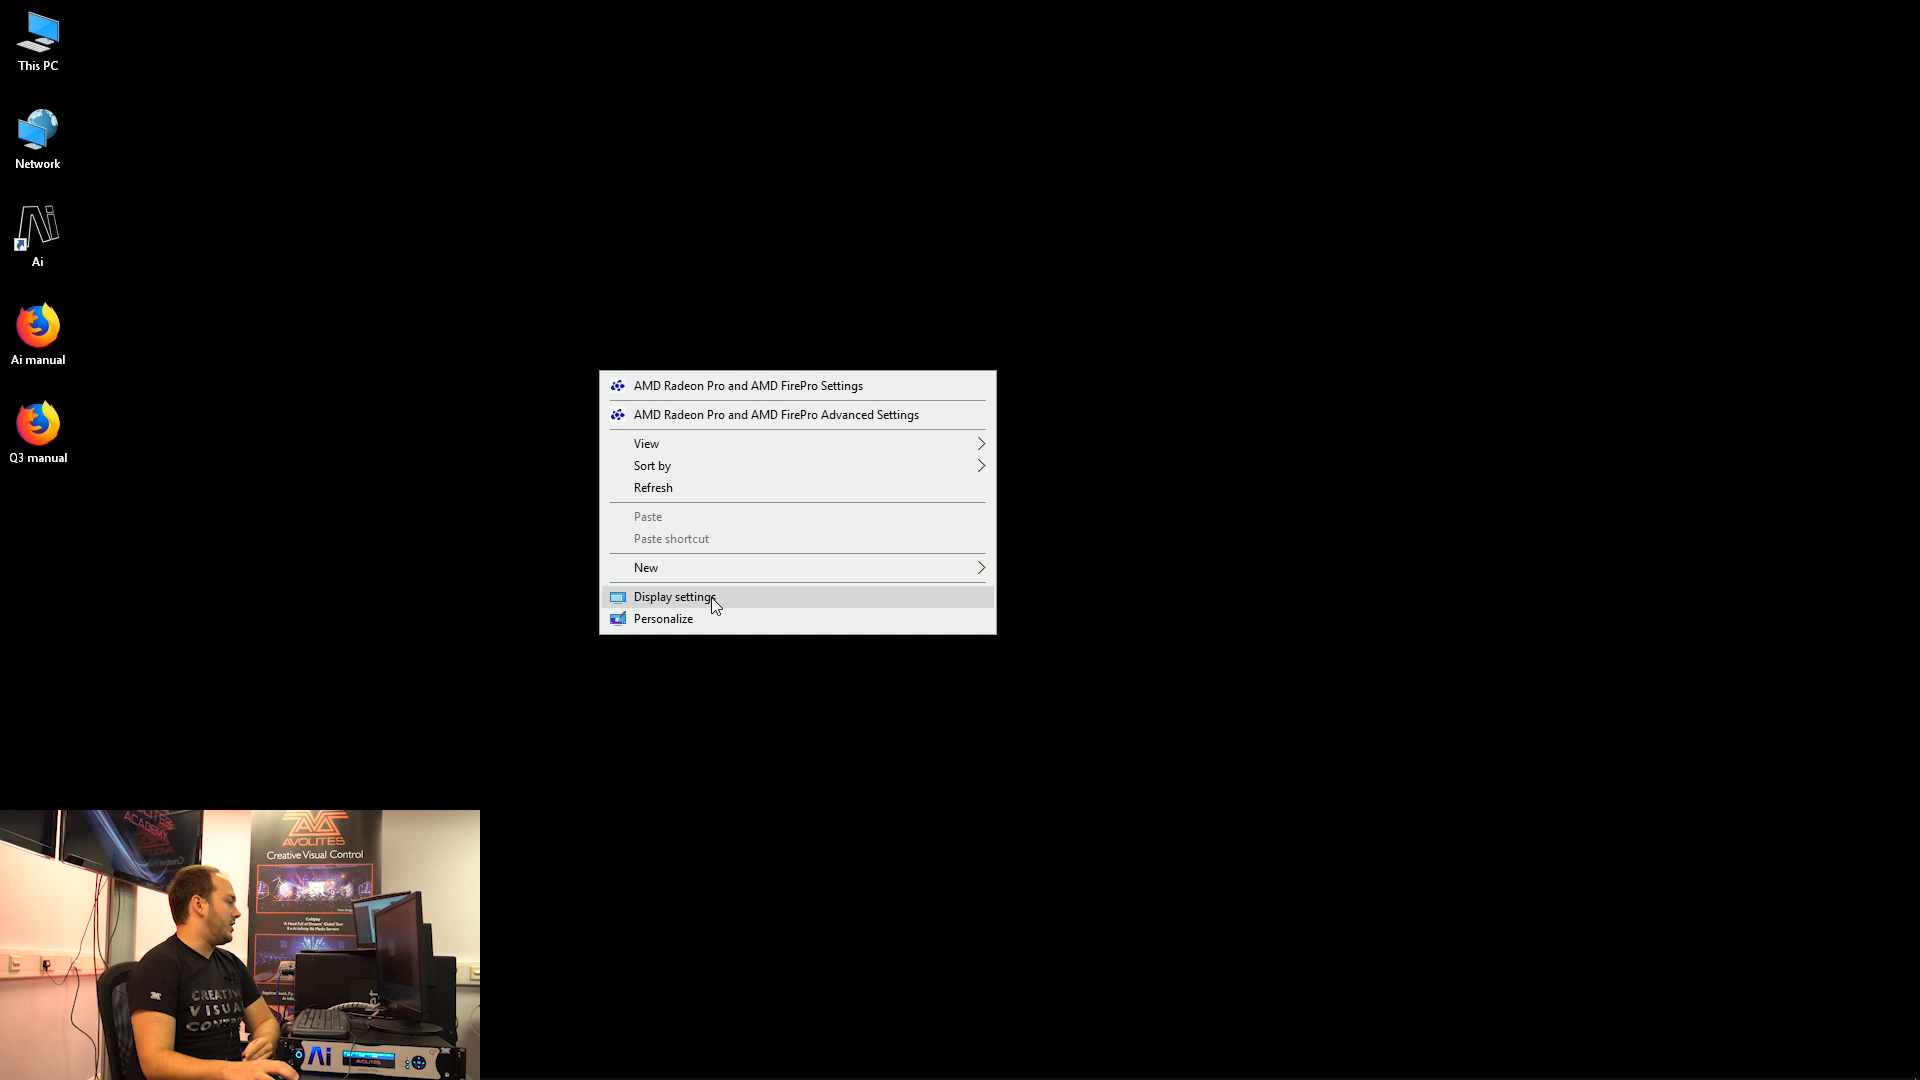 This PC
Network
Ai
Ai manual
Q3 manual
AMD Radeon Pro and AMD FirePro Settings
AMD Radeon Pro and AMD FirePro Advanced Settings
View
Sort by
Refresh
Paste
Paste shortcut
New
Display settings
Personalize
AVOLITES
Creative Visual Control
Coldplay
CREATIVE
VISUAL
CONTROL
Ai